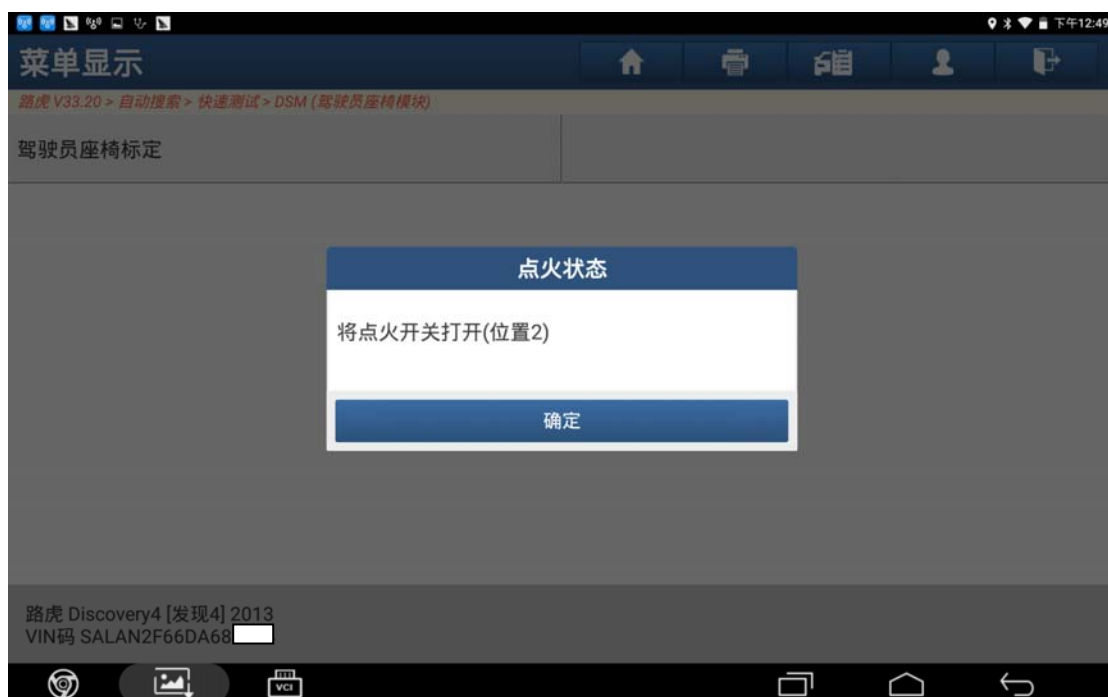 下午12:49
菜单显示
路虎 V33.20 > 自动搜索 > 快速测试 > DSM (驾驶员座椅模块)
驾驶员座椅标定
点火状态
将点火开关打开(位置2)
确定
路虎 Discovery4 [发现4] 2013
VIN码 SALAN2F66DA68
VCI